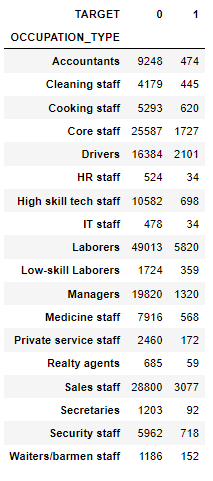 TARGET 0 1
OCCUPATION_TYPE
Accountants 9248 474
Cleaning staff 4179 445
Cooking staff 5293 620
Core staff 25587 1727
Drivers 16384 2101
HR staff 524 34
High skill tech staff 10582 698
IT staff 478 34
Laborers 49013 5820
Low-skill Laborers 1724 359
Managers 19820 1320
Medicine staff 7916 568
Private service staff 2460 172
Realty agents 685 59
Sales staff 28800 3077
Secretaries 1203 92
Security staff 5962 718
Waiters/barmen staff 1186 152